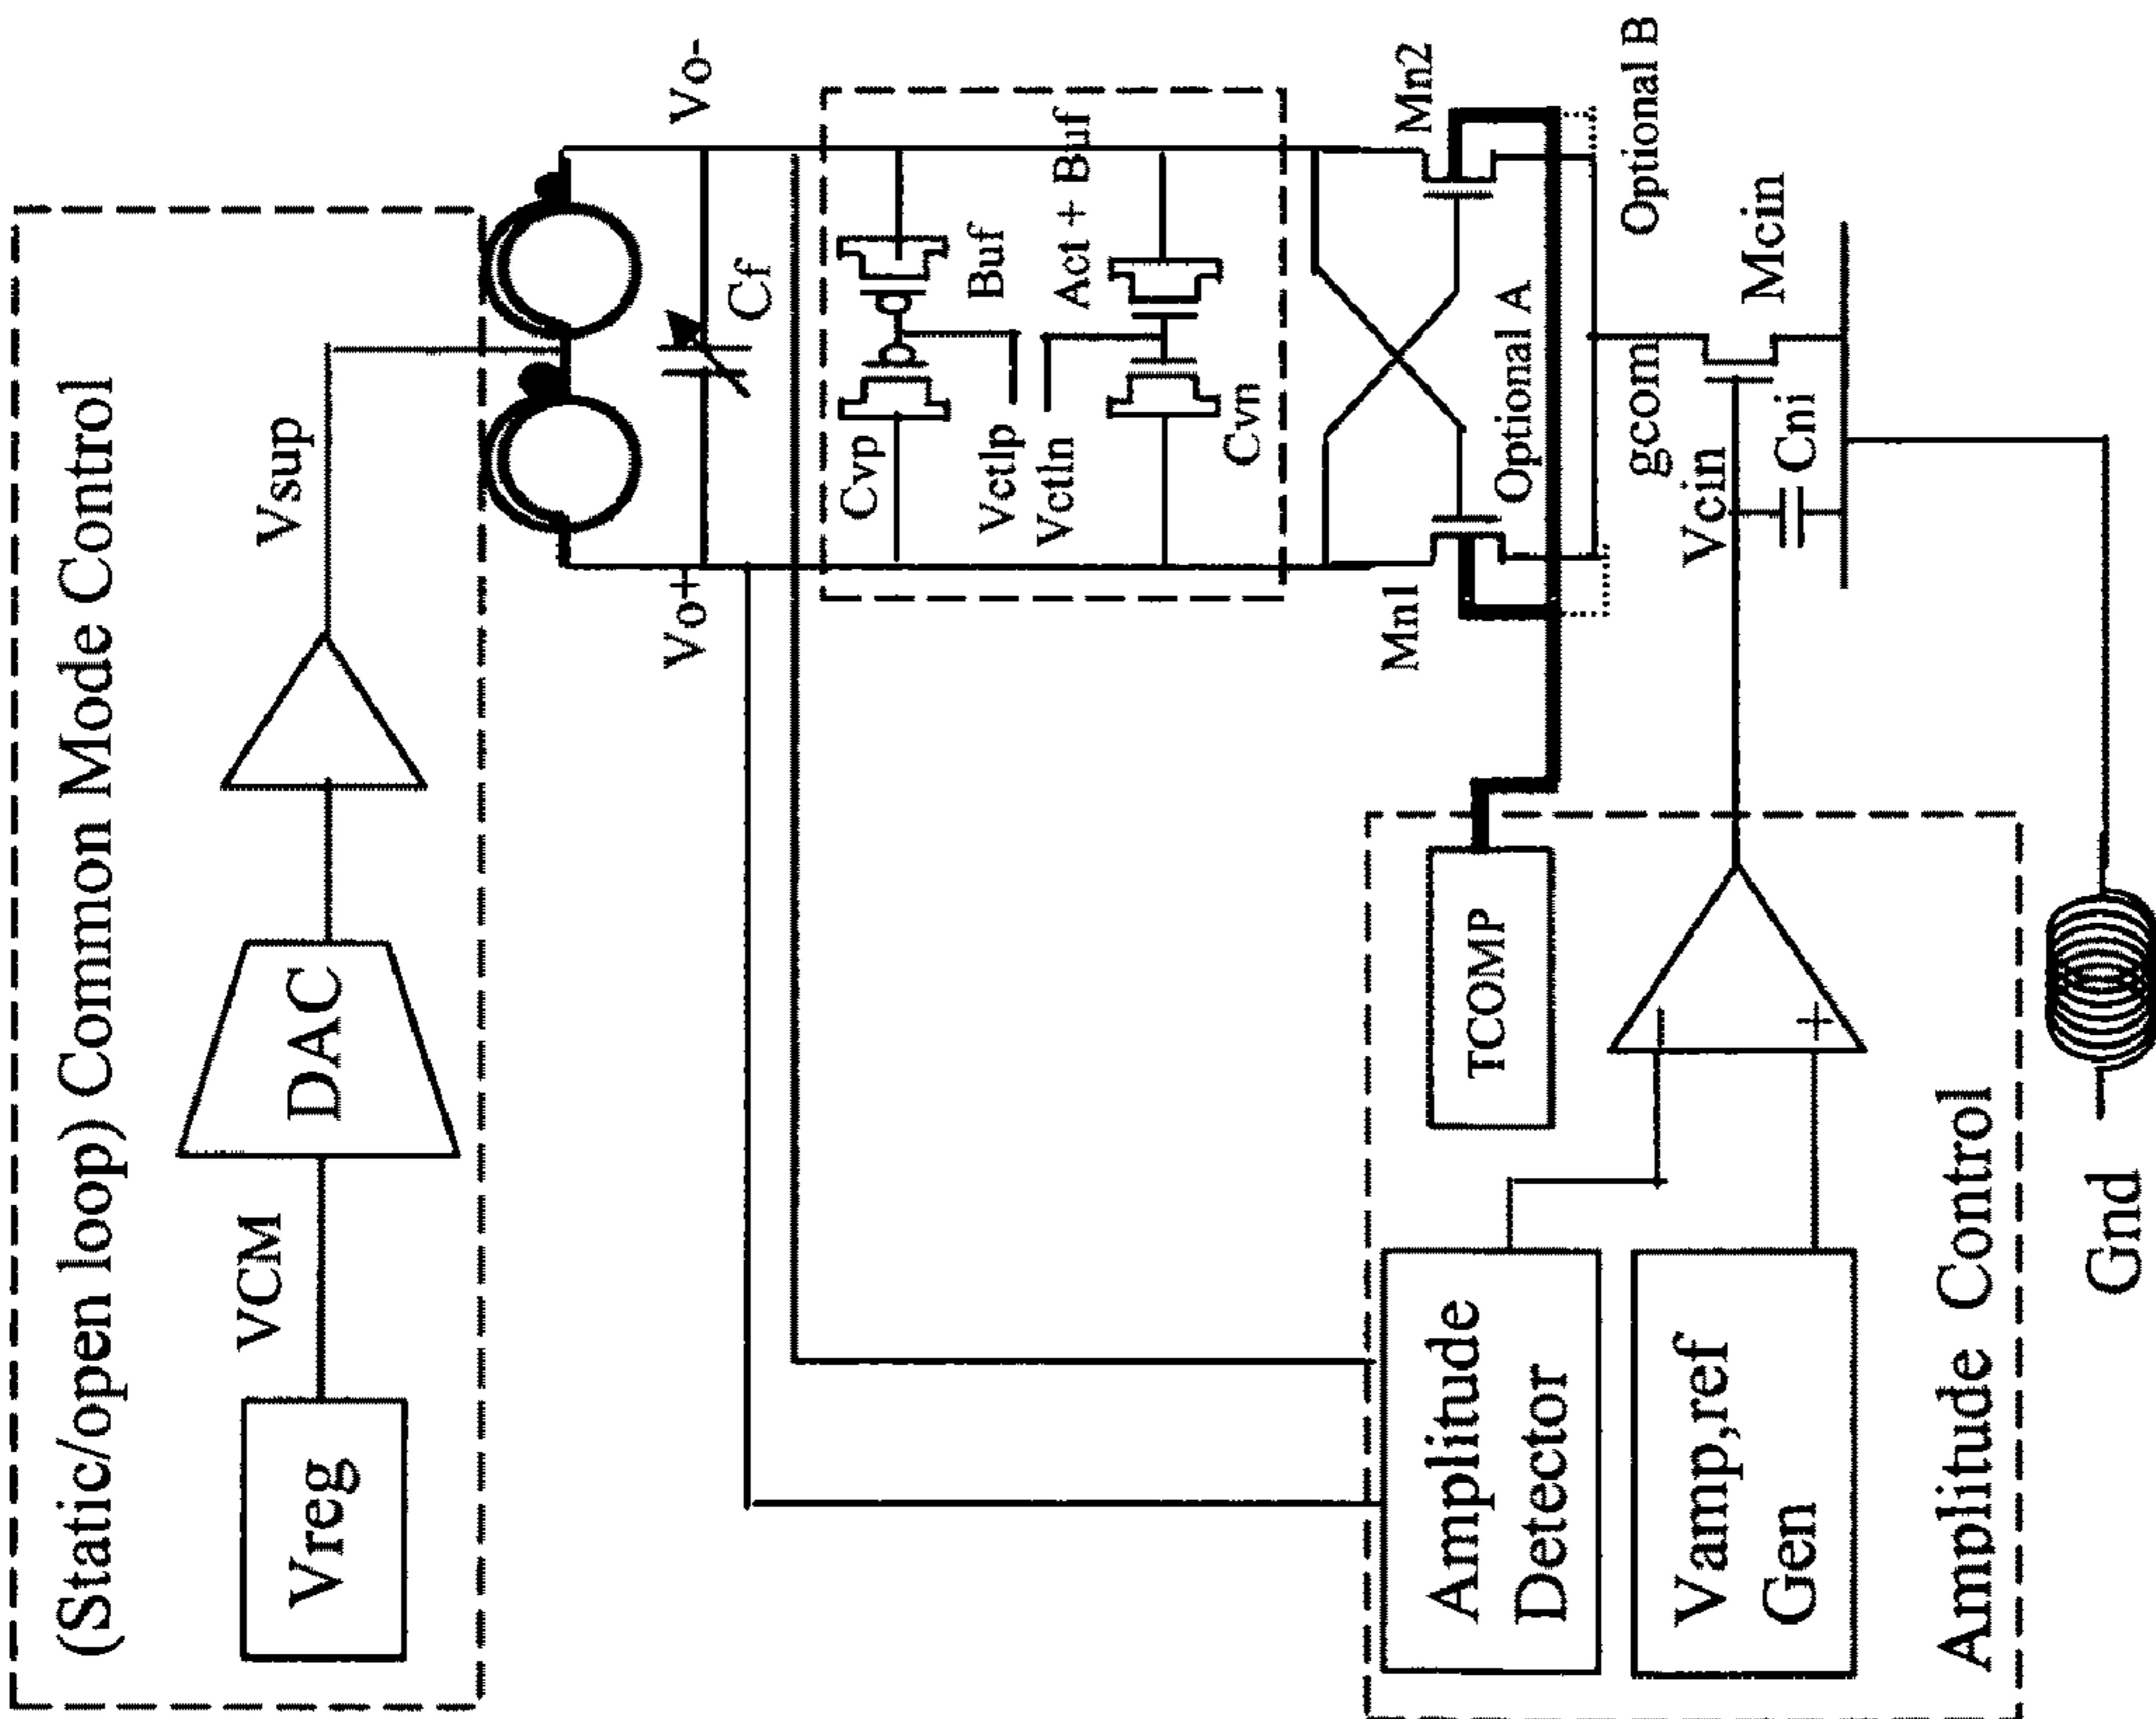 (Static/open loop) Common Mode Control
Vreg
VCM
DAC
Vsup
Vo+
Vo-
Cf
Cvp
Buf
Vctlp
Vctln
Act + Buf
Cvn
Mn1
Mn2
Optional A
Optional B
gcom
Vcin
Cni
Mcin
TCOMP
Amplitude
Detector
Vamp,ref
Gen
−
+
Amplitude Control
Gnd